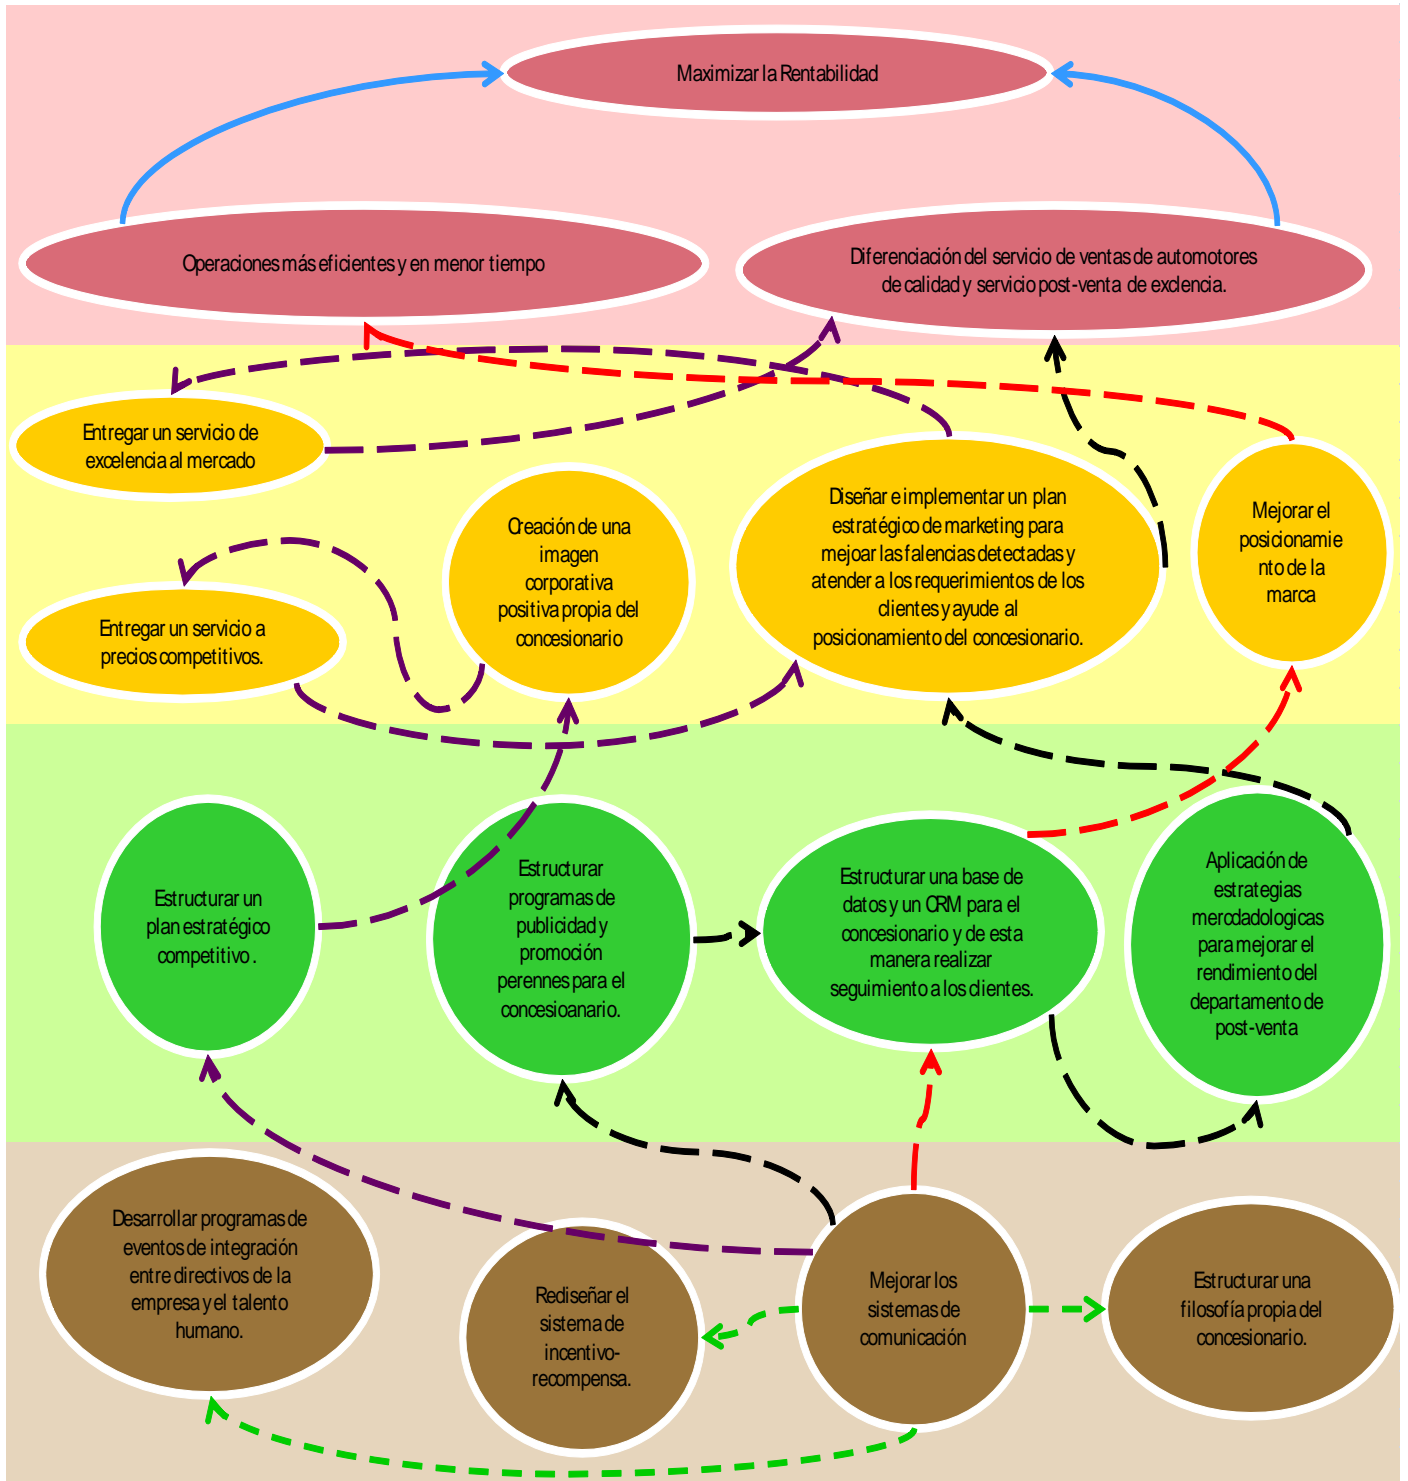 Maximizar la Rentabilidad
Operaciones más eficientes y en menor tiempo
Diferenciación del servicio de ventas de automotores
de calidad y servicio post-venta de exclencia.
Entregar un servicio de
excelencia al mercado
Creación de una
imagen
corporativa
positiva propia del
concesionario
Diseñar e implementar un plan
estratégico de marketing para
mejoar las falencias detectadas y
atender a los requerimientos de los
clientes y ayude al
posicionamiento del concesionario.
Mejorar el
posicionamie
nto de la
marca
Entregar un servicio a
precios competitivos.
Estructurar un
plan estratégico
competitivo .
Estructurar
programas de
publicidad y
promoción
perennes para el
concesioanario.
Estructurar una base de
datos y un CRM para el
concesionario y de esta
manera realizar
seguimiento a los clientes.
Aplicación de
estrategias
mercdadologicas
para mejorar el
rendimiento del
departamento de
post-venta
Desarrollar programas de
eventos de integración
entre directivos de la
empresa y el talento
humano.
Rediseñar el
sistema de
incentivo-
recompensa.
Mejorar los
sistemas de
comunicación
Estructurar una
filosofía propia del
concesionario.